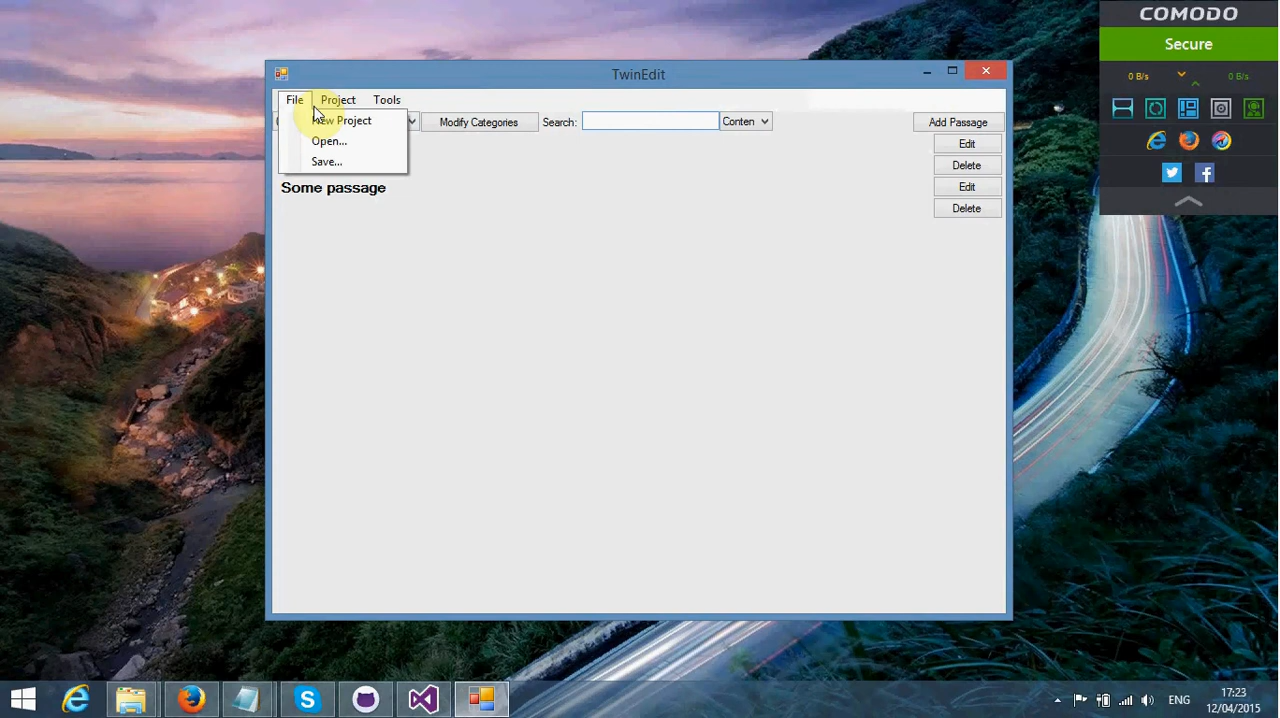 COMODO
Secure
0 B/s 0 B/s
TwinEdit
File Project Tools
New Project
Open...
Save...
Modify Categories Search: Conten Add Passage
Edit
Delete
Some passage Edit
Delete
ENG 17:23
12/04/2015